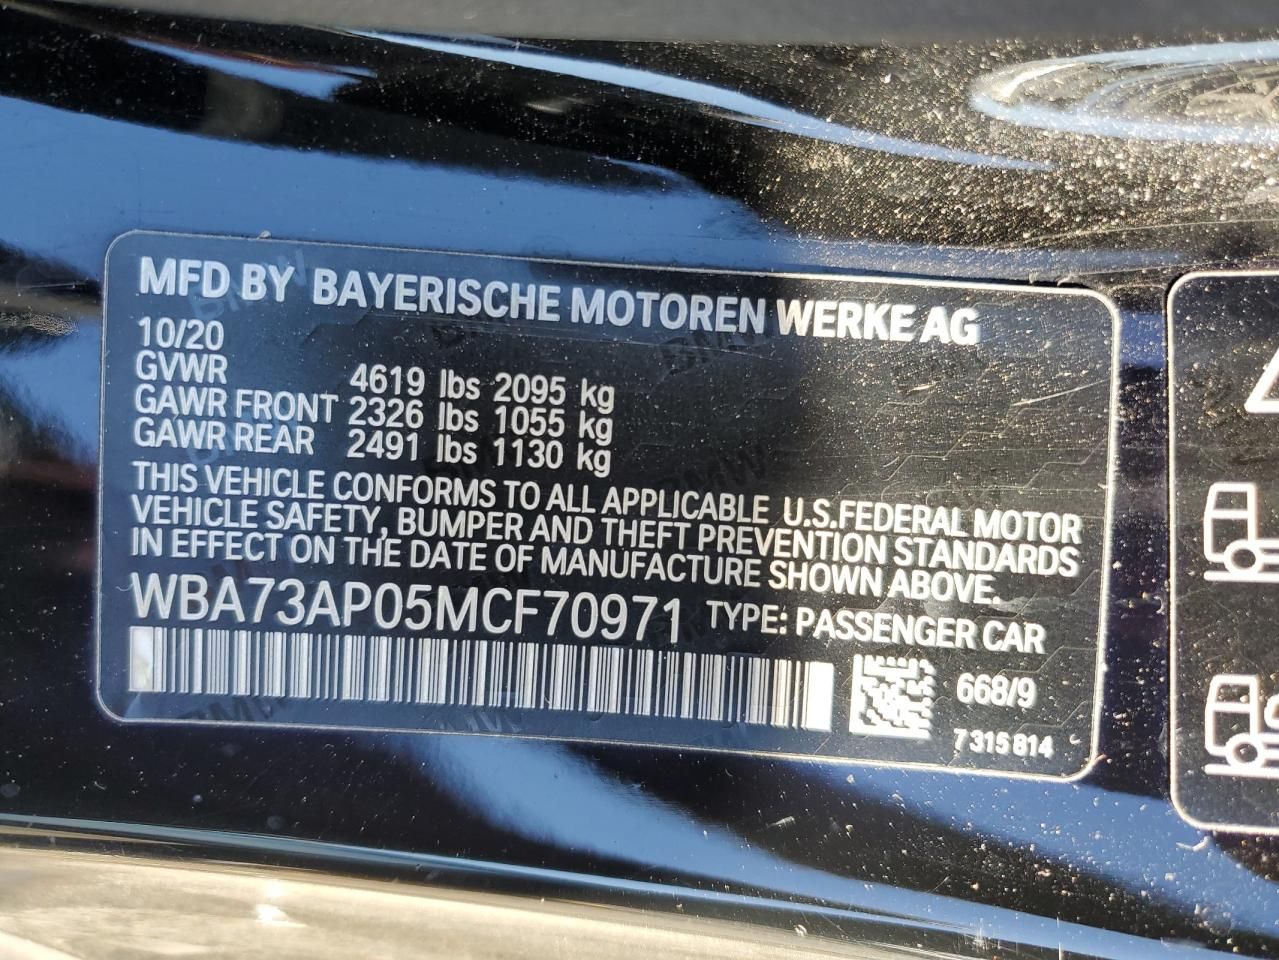 MFD BY BAYERISCHE MOTOREN WERKE AG
10/20
GVWR 4619 lbs 2095 kg
GAWR FRONT 2326 lbs 1055 kg
GAWR REAR 2491 lbs 1130 kg
THIS VEHICLE CONFORMS TO ALL APPLICABLE U.S.FEDERAL MOTOR
VEHICLE SAFETY, BUMPER AND THEFT PREVENTION STANDARDS
IN EFFECT ON THE DATE OF MANUFACTURE SHOWN ABOVE.
WBA73AP05MCF70971 TYPE: PASSENGER CAR
668/9
7 315 814